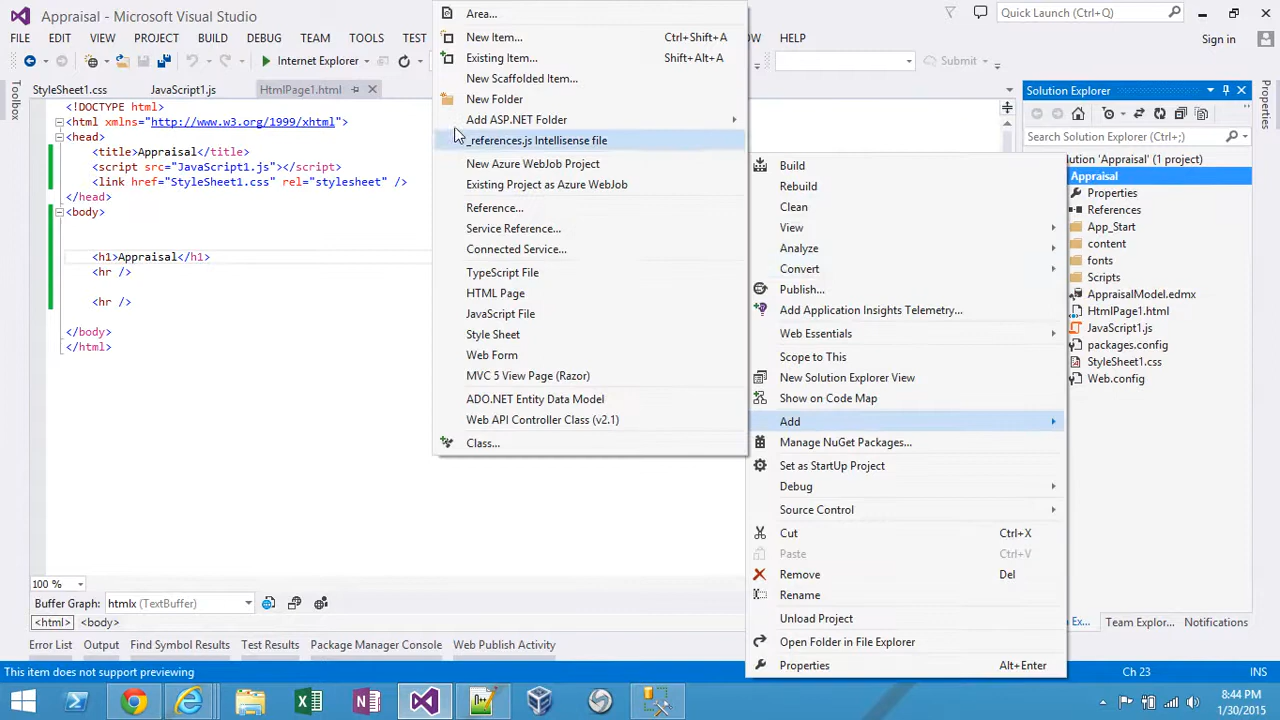 Appraisal - Microsoft Visual Studio
Quick Launch (Ctrl+Q)
FILE EDIT VIEW PROJECT BUILD DEBUG TEAM TOOLS TEST
HELP
Sign in
Internet Explorer
Submit
Toolbox
StyleSheet1.css JavaScript1.js HtmlPage1.html
<!DOCTYPE html>
<html xmlns="http://www.w3.org/1999/xhtml">
<head>
<title>Appraisal</title>
<script src="JavaScript1.js"></script>
<link href="StyleSheet1.css" rel="stylesheet" />
</head>
<body>
<h1>Appraisal</h1>
<hr />
<hr />
</body>
</html>
Area...
New Item... Ctrl+Shift+A
Existing Item... Shift+Alt+A
New Scaffolded Item...
New Folder
Add ASP.NET Folder
_references.js Intellisense file
New Azure WebJob Project
Existing Project as Azure WebJob
Reference...
Service Reference...
Connected Service...
TypeScript File
HTML Page
JavaScript File
Style Sheet
Web Form
MVC 5 View Page (Razor)
ADO.NET Entity Data Model
Web API Controller Class (v2.1)
Class...
Build
Rebuild
Clean
View
Analyze
Convert
Publish...
Add Application Insights Telemetry...
Web Essentials
Scope to This
New Solution Explorer View
Show on Code Map
Add
Manage NuGet Packages...
Set as StartUp Project
Debug
Source Control
Cut Ctrl+X
Paste Ctrl+V
Remove Del
Rename
Unload Project
Open Folder in File Explorer
Properties Alt+Enter
Solution Explorer
Search Solution Explorer (Ctrl+;)
lution 'Appraisal' (1 project)
Appraisal
Properties
References
App_Start
content
fonts
Scripts
AppraisalModel.edmx
HtmlPage1.html
JavaScript1.js
packages.config
StyleSheet1.css
Web.config
Properties
100 %
Buffer Graph: htmlx (TextBuffer)
<html> <body>
Ex... Team Explor... Notifications
Error List Output Find Symbol Results Test Results Package Manager Console Web Publish Activity
This item does not support previewing
Ch 23
INS
8:44 PM
1/30/2015